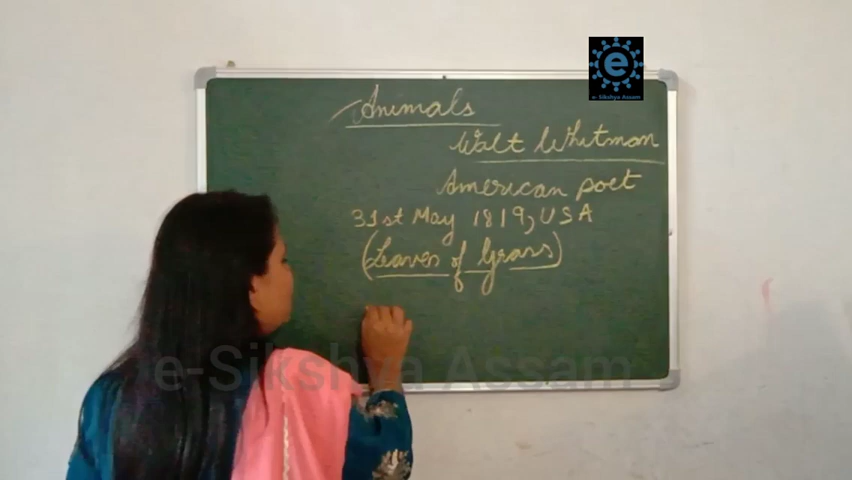 e
e-Sikshya Assam
Animals
Walt Whitman
American poet
31st May 1819, USA
(Leaves of Grass)
e-Sikshya Assam